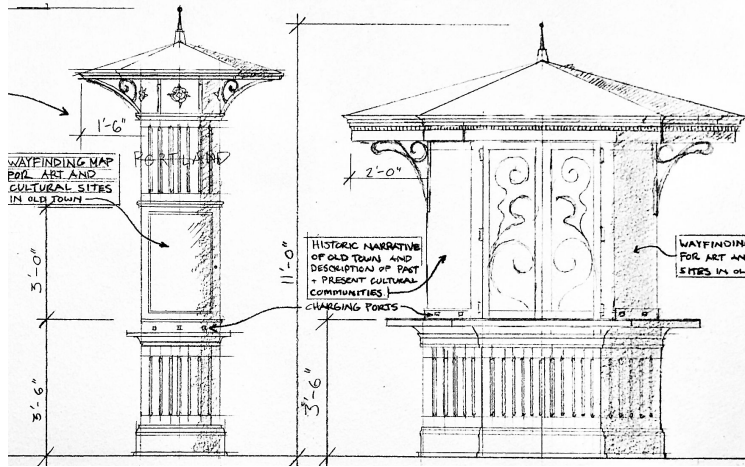 1'-6"
WAYFINDING MAP
FOR ART AND
CULTURAL SITES
IN OLD TOWN
PORTLAND
3'-0"
3'-6"
11'-0"
2'-0"
HISTORIC NARRATIVE
OF OLD TOWN AND
DESCRIPTION OF PAST
+ PRESENT CULTURAL
COMMUNITIES
CHARGING PORTS
3'-6"
WAYFINDIN
FOR ART AN
SITES IN OL